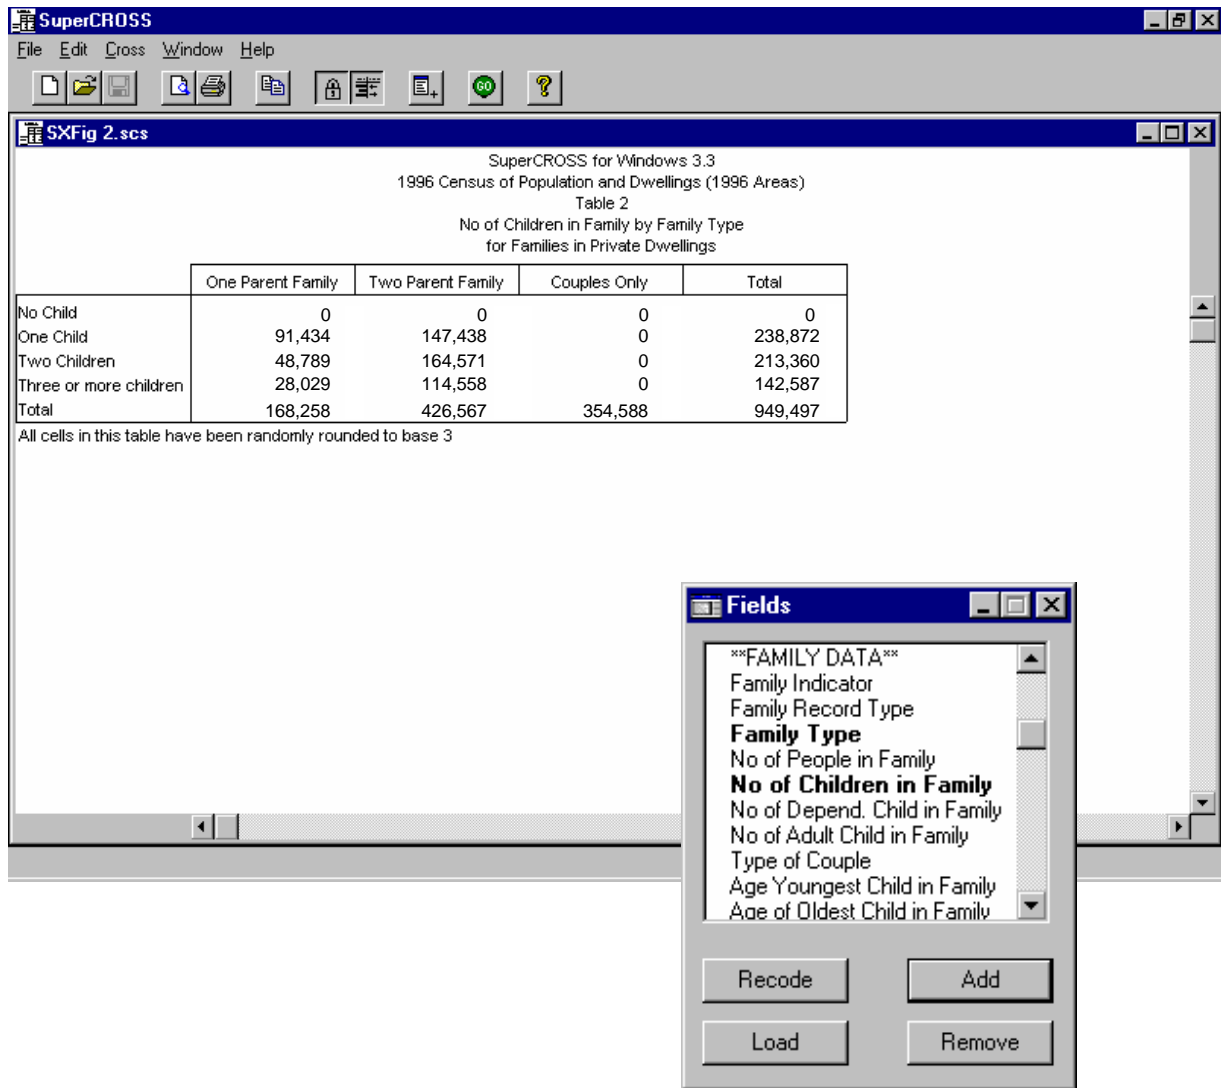 SuperCROSS
File Edit Cross Window Help
GO ?
SXFig 2.scs
SuperCROSS for Windows 3.3
1996 Census of Population and Dwellings (1996 Areas)
Table 2
No of Children in Family by Family Type
for Families in Private Dwellings
One Parent Family Two Parent Family Couples Only Total
No Child 0 0 0 0
One Child 91,434 147,438 0 238,872
Two Children 48,789 164,571 0 213,360
Three or more children 28,029 114,558 0 142,587
Total 168,258 426,567 354,588 949,497
All cells in this table have been randomly rounded to base 3
Fields
**FAMILY DATA**
Family Indicator
Family Record Type
Family Type
No of People in Family
No of Children in Family
No of Depend. Child in Family
No of Adult Child in Family
Type of Couple
Age Youngest Child in Family
Age of Oldest Child in Family
Recode Add
Load Remove